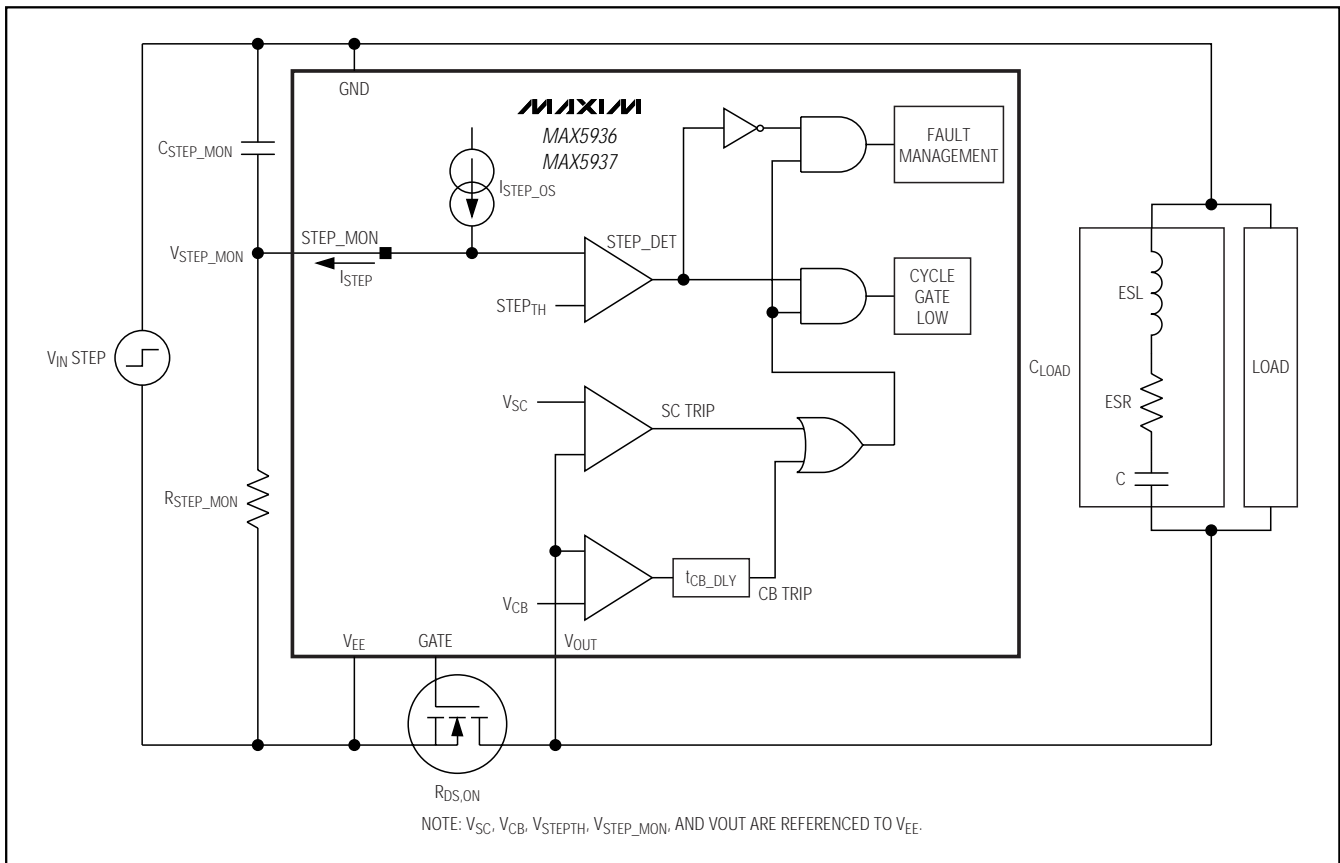 GND
MAXIM
MAX5936
MAX5937
CSTEP_MON
ISTEP_OS
FAULT
MANAGEMENT
STEP_MON
VSTEP_MON
ISTEP
STEP_DET
STEPTH
CYCLE
GATE
LOW
VIN STEP
ESL
CLOAD
LOAD
ESR
C
VSC
SC TRIP
RSTEP_MON
tCB_DLY
CB TRIP
VCB
VEE
GATE
VOUT
RDS,ON
NOTE: VSC, VCB, VSTEPTH, VSTEP_MON, AND VOUT ARE REFERENCED TO VEE.